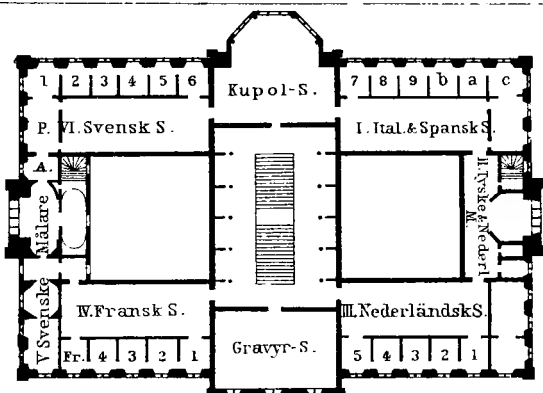 1 2 3 4 5 6
Kupol-S.
7 8 9 b a c
P. VI. Svensk S.
I. Ital. & Spansk S.
A.
II. Tyske & Nederl
M.
V Svenske Målare
IV. Fransk S.
III. Nederländsk S.
Fr. 4 3 2 1
Gravyr-S.
5 4 3 2 1